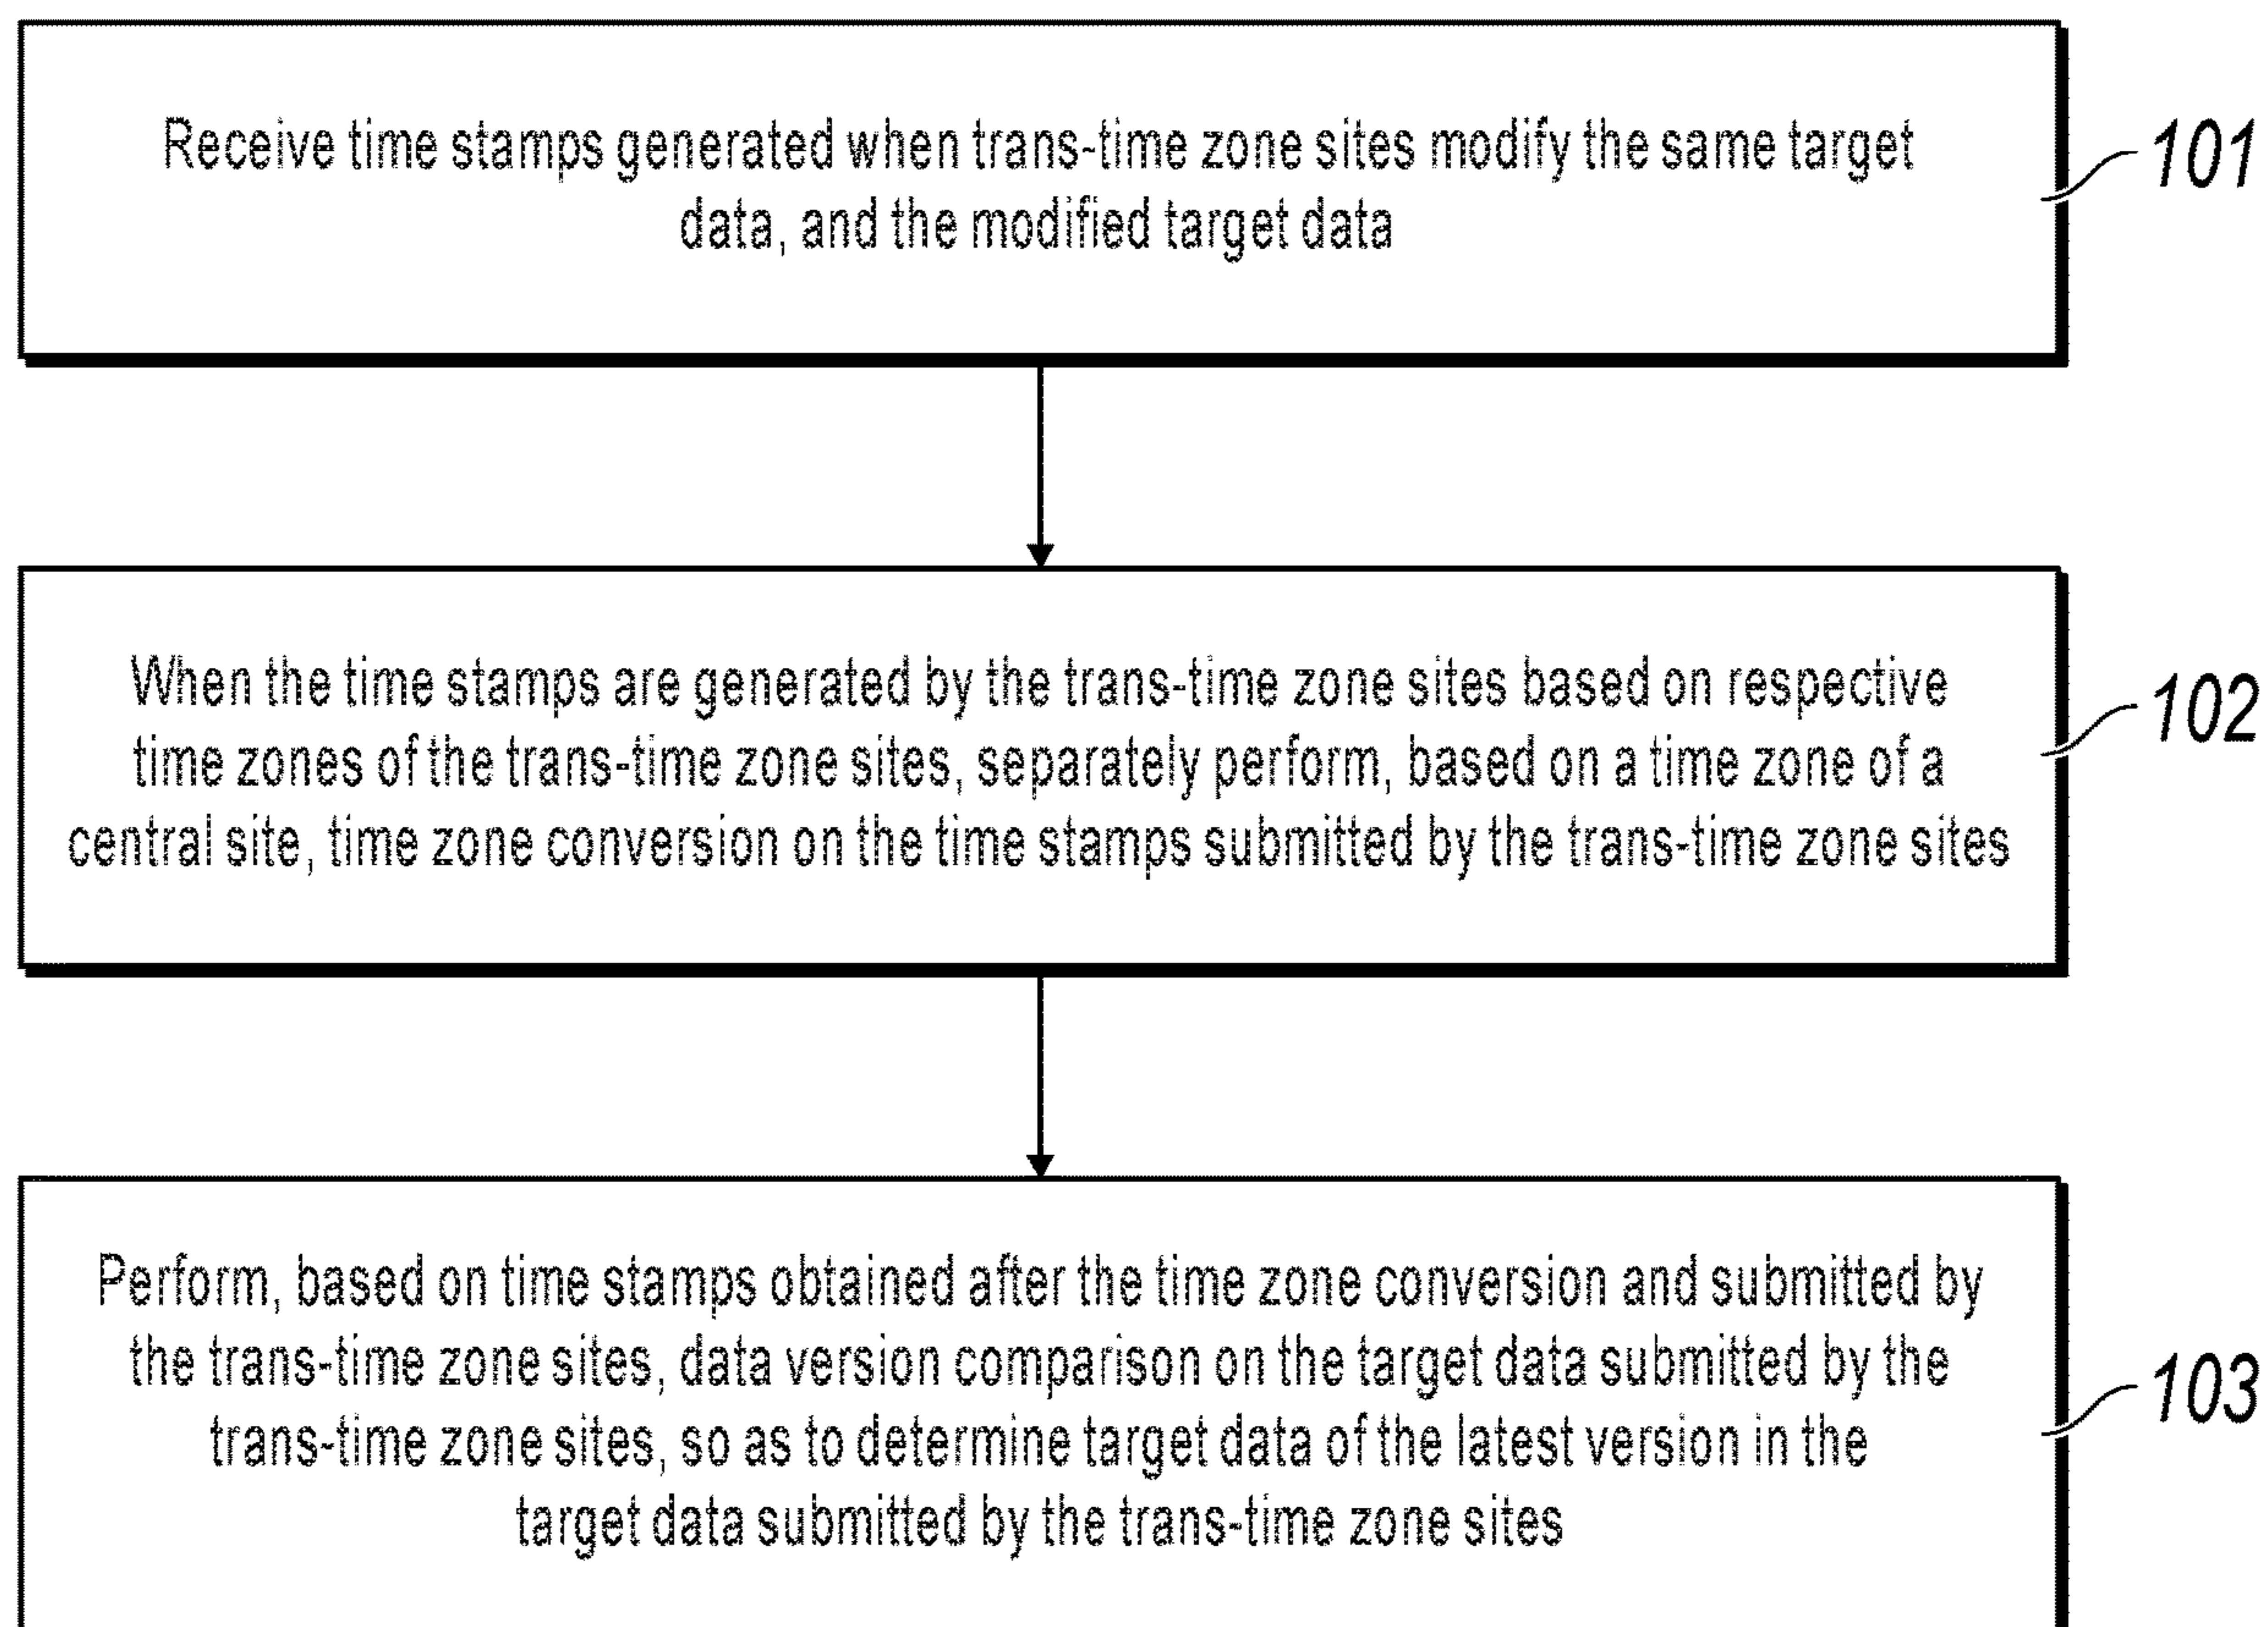 Receive time stamps generated when trans-time zone sites modify the same target
data, and the modified target data
101
When the time stamps are generated by the trans-time zone sites based on respective
time zones of the trans-time zone sites, separately perform, based on a time zone of a
central site, time zone conversion on the time stamps submitted by the trans-time zone sites
102
Perform, based on time stamps obtained after the time zone conversion and submitted by
the trans-time zone sites, data version comparison on the target data submitted by the
trans-time zone sites, so as to determine target data of the latest version in the
target data submitted by the trans-time zone sites
103